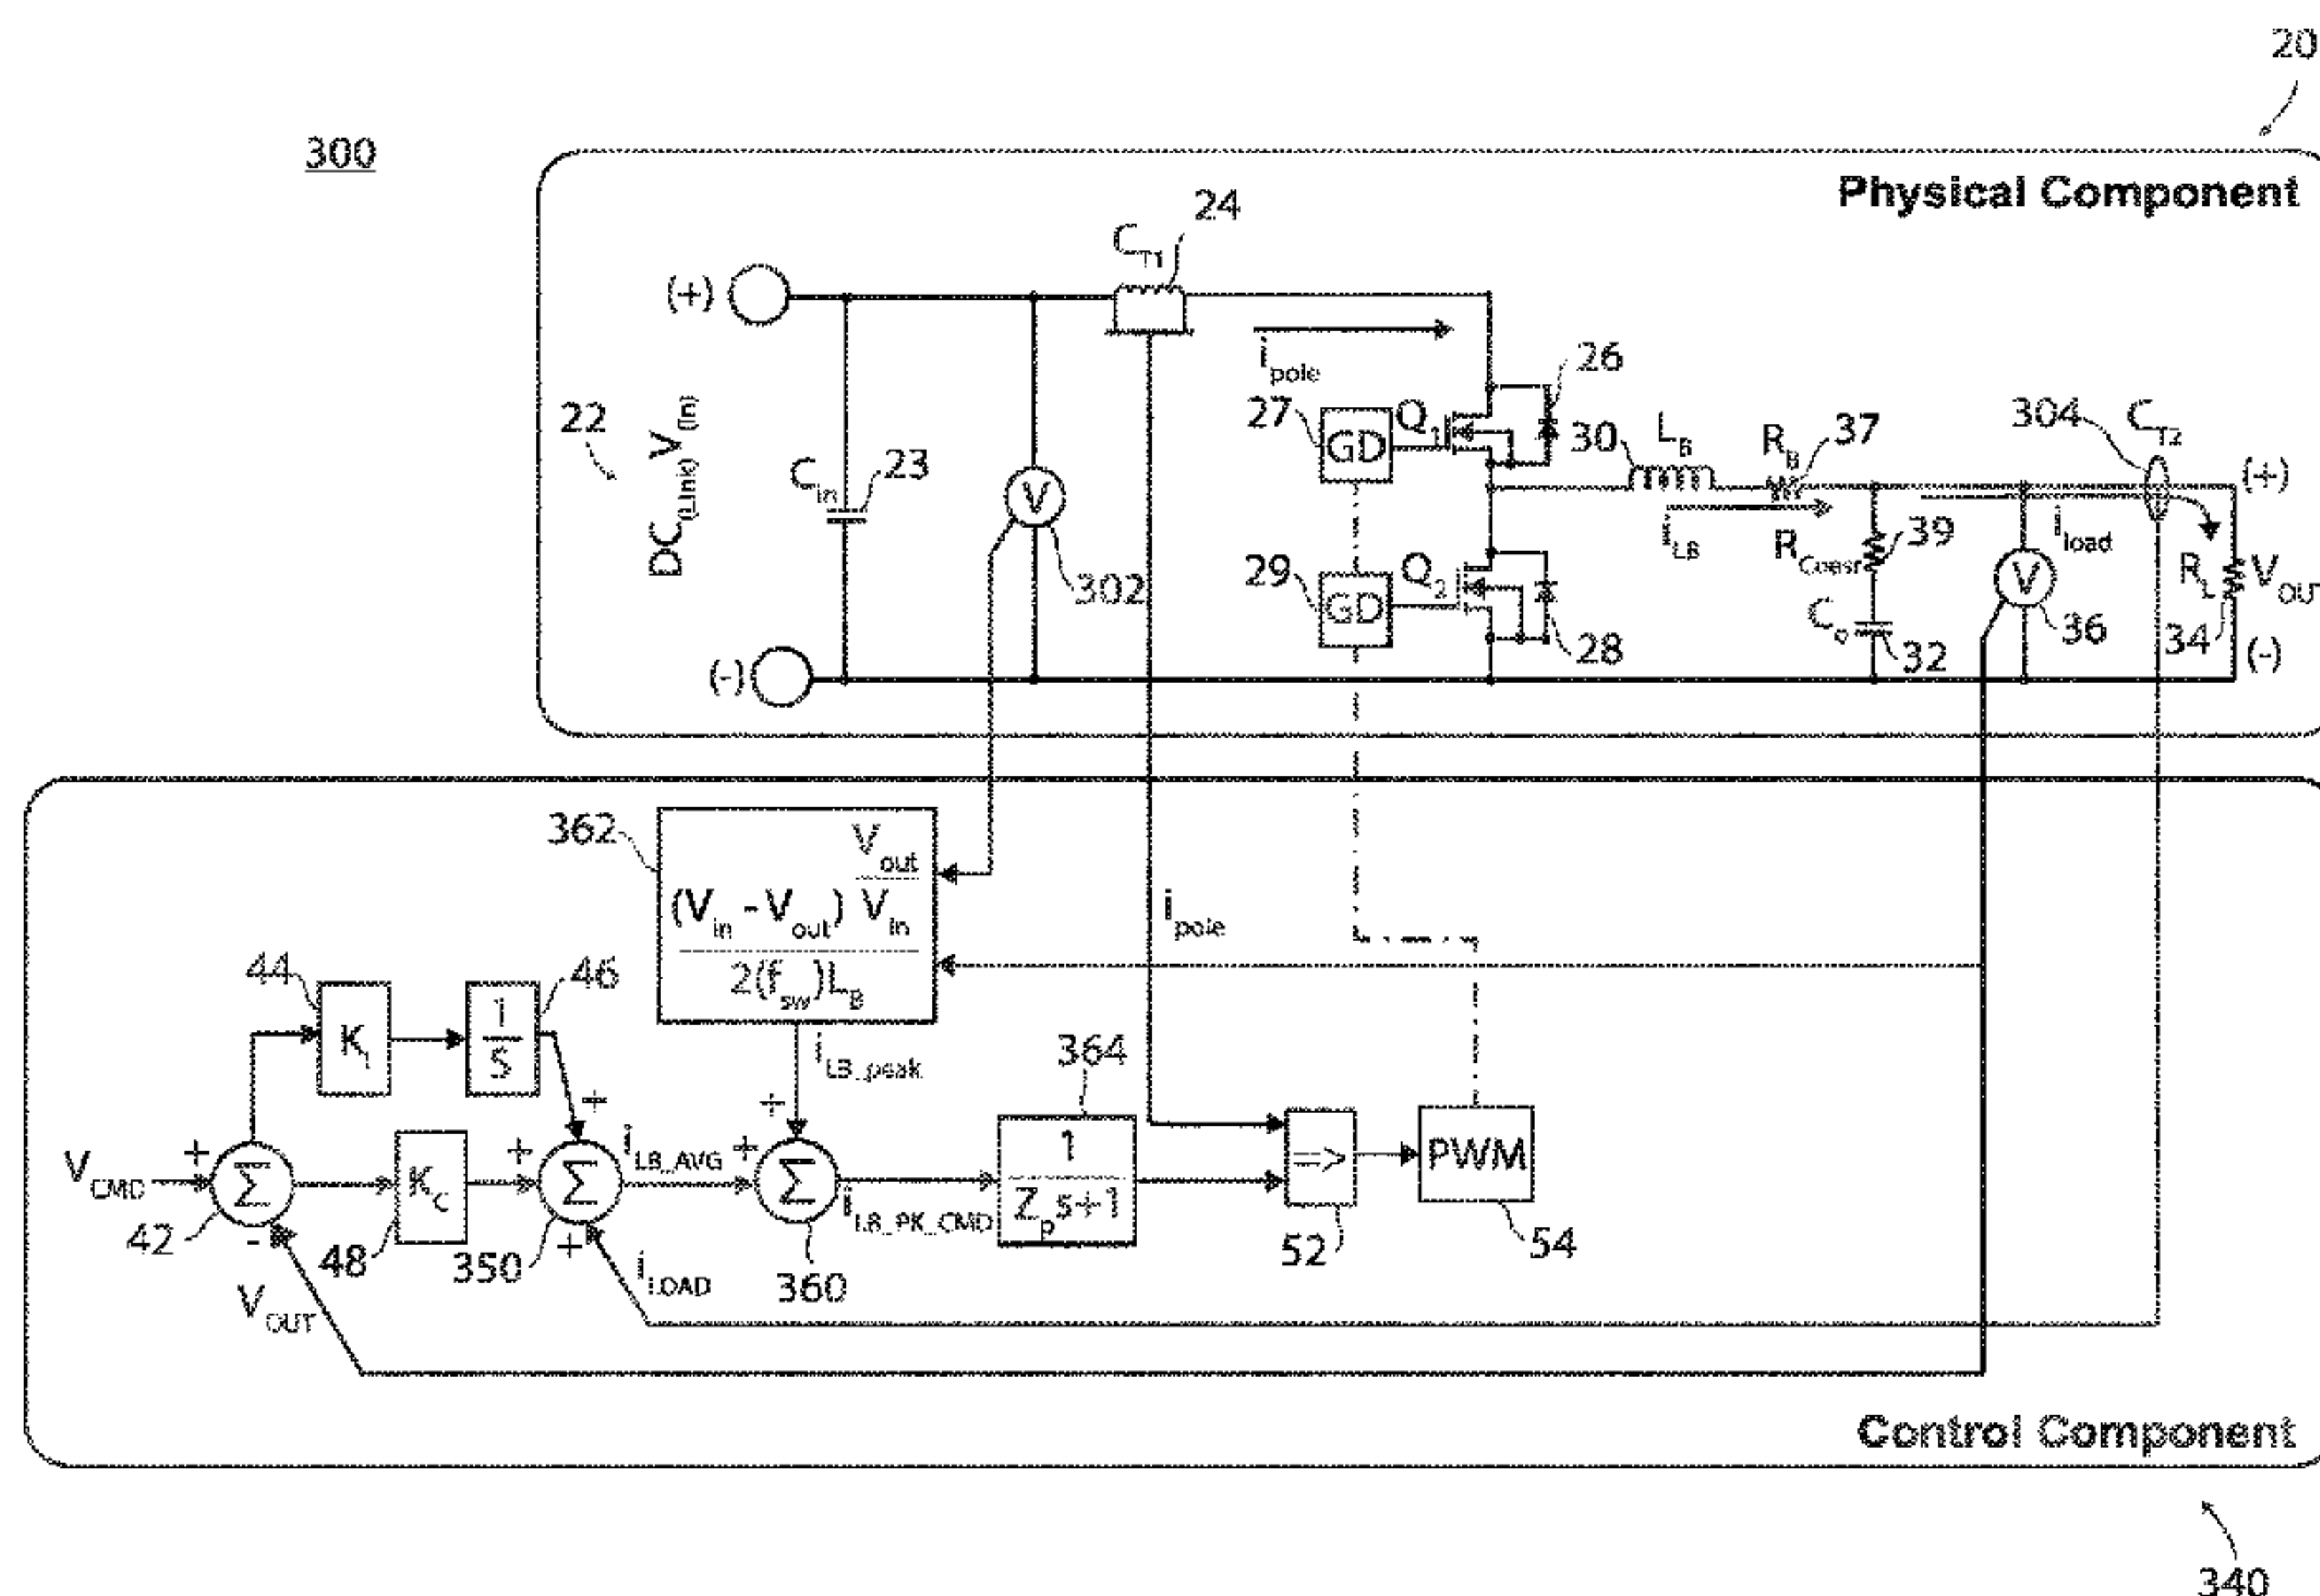 20
300
Physical Component
24
C_T1
(+)
i_pole
26
27
GD
Q_1
22
DC_(Link) V_(in)
C_in
23
V
302
30
L_B
R_B
37
304
C_T2
(+)
i_LB
R_Coesr
39
i_load
29
GD
Q_2
28
C_o
32
V
36
R_L
34
V_OUT
(-)
(-)
362
V_out
(V_in - V_out) V_in
2(f_sw)L_B
i_pole
44
K_I
46
i
S
i_LB_peak
364
+
+
V_CMD
+
Σ
42
-
K_C
48
+
Σ
350
+
i_LB_AVG
+
Σ
360
i_LB_PK_CMD
1
Z_p s+1
=>
52
PWM
54
i_LOAD
V_OUT
Control Component
340